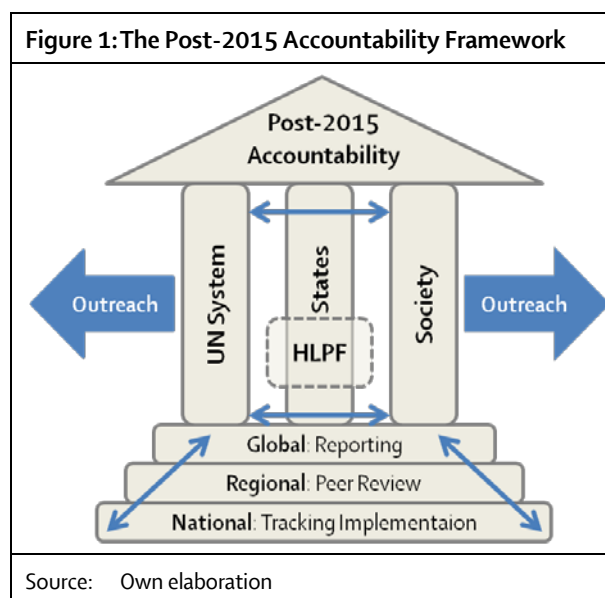 Figure 1: The Post-2015 Accountability Framework
Post-2015
Accountability
Outreach
UN System
States
HLPF
Society
Outreach
Global: Reporting
Regional: Peer Review
National: Tracking Implementaion
Source: Own elaboration